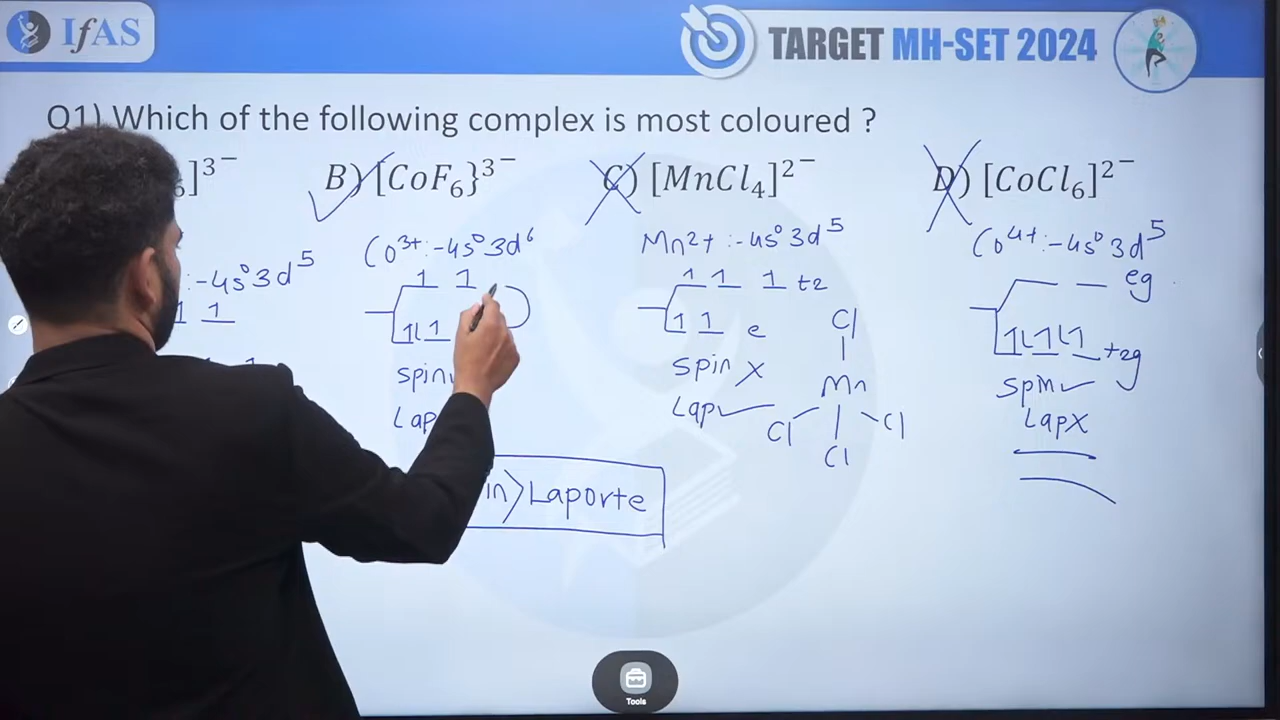 IfAS
TARGET MH-SET 2024
Q1) Which of the following complex is most coloured ?
6]³⁻
B) [CoF₆}³⁻
C) [MnCl₄]²⁻
D) [CoCl₆]²⁻
:-4s⁰3d⁵
Co³⁺:-4s⁰3d⁶
Mn2+ :-4s⁰3d⁵
Co⁴⁺:-4s⁰3d⁵
1 1
1 1
1 1 1 t2
eg
1
1L 1
1 1 e
1L 1L 1 t2g
spin
spin X
spin ✓
Lap
Lap ✓
Lap X
Cl
Mn
Cl
Cl
Cl
in > Laporte
Tools